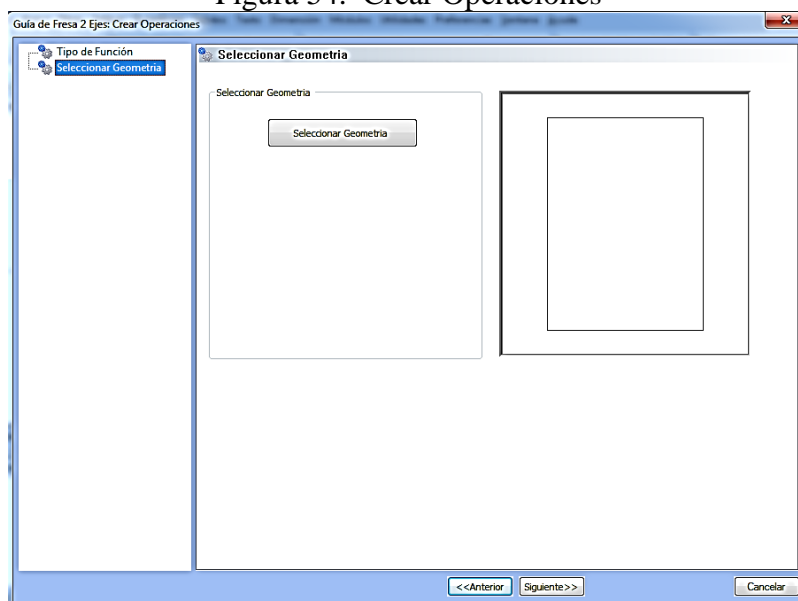 Figura 34. Crear Operaciones
Guía de Fresa 2 Ejes: Crear Operaciones
Tipo de Función
Seleccionar Geometria
Seleccionar Geometria
Seleccionar Geometria
Seleccionar Geometria
<<Anterior
Siguiente>>
Cancelar